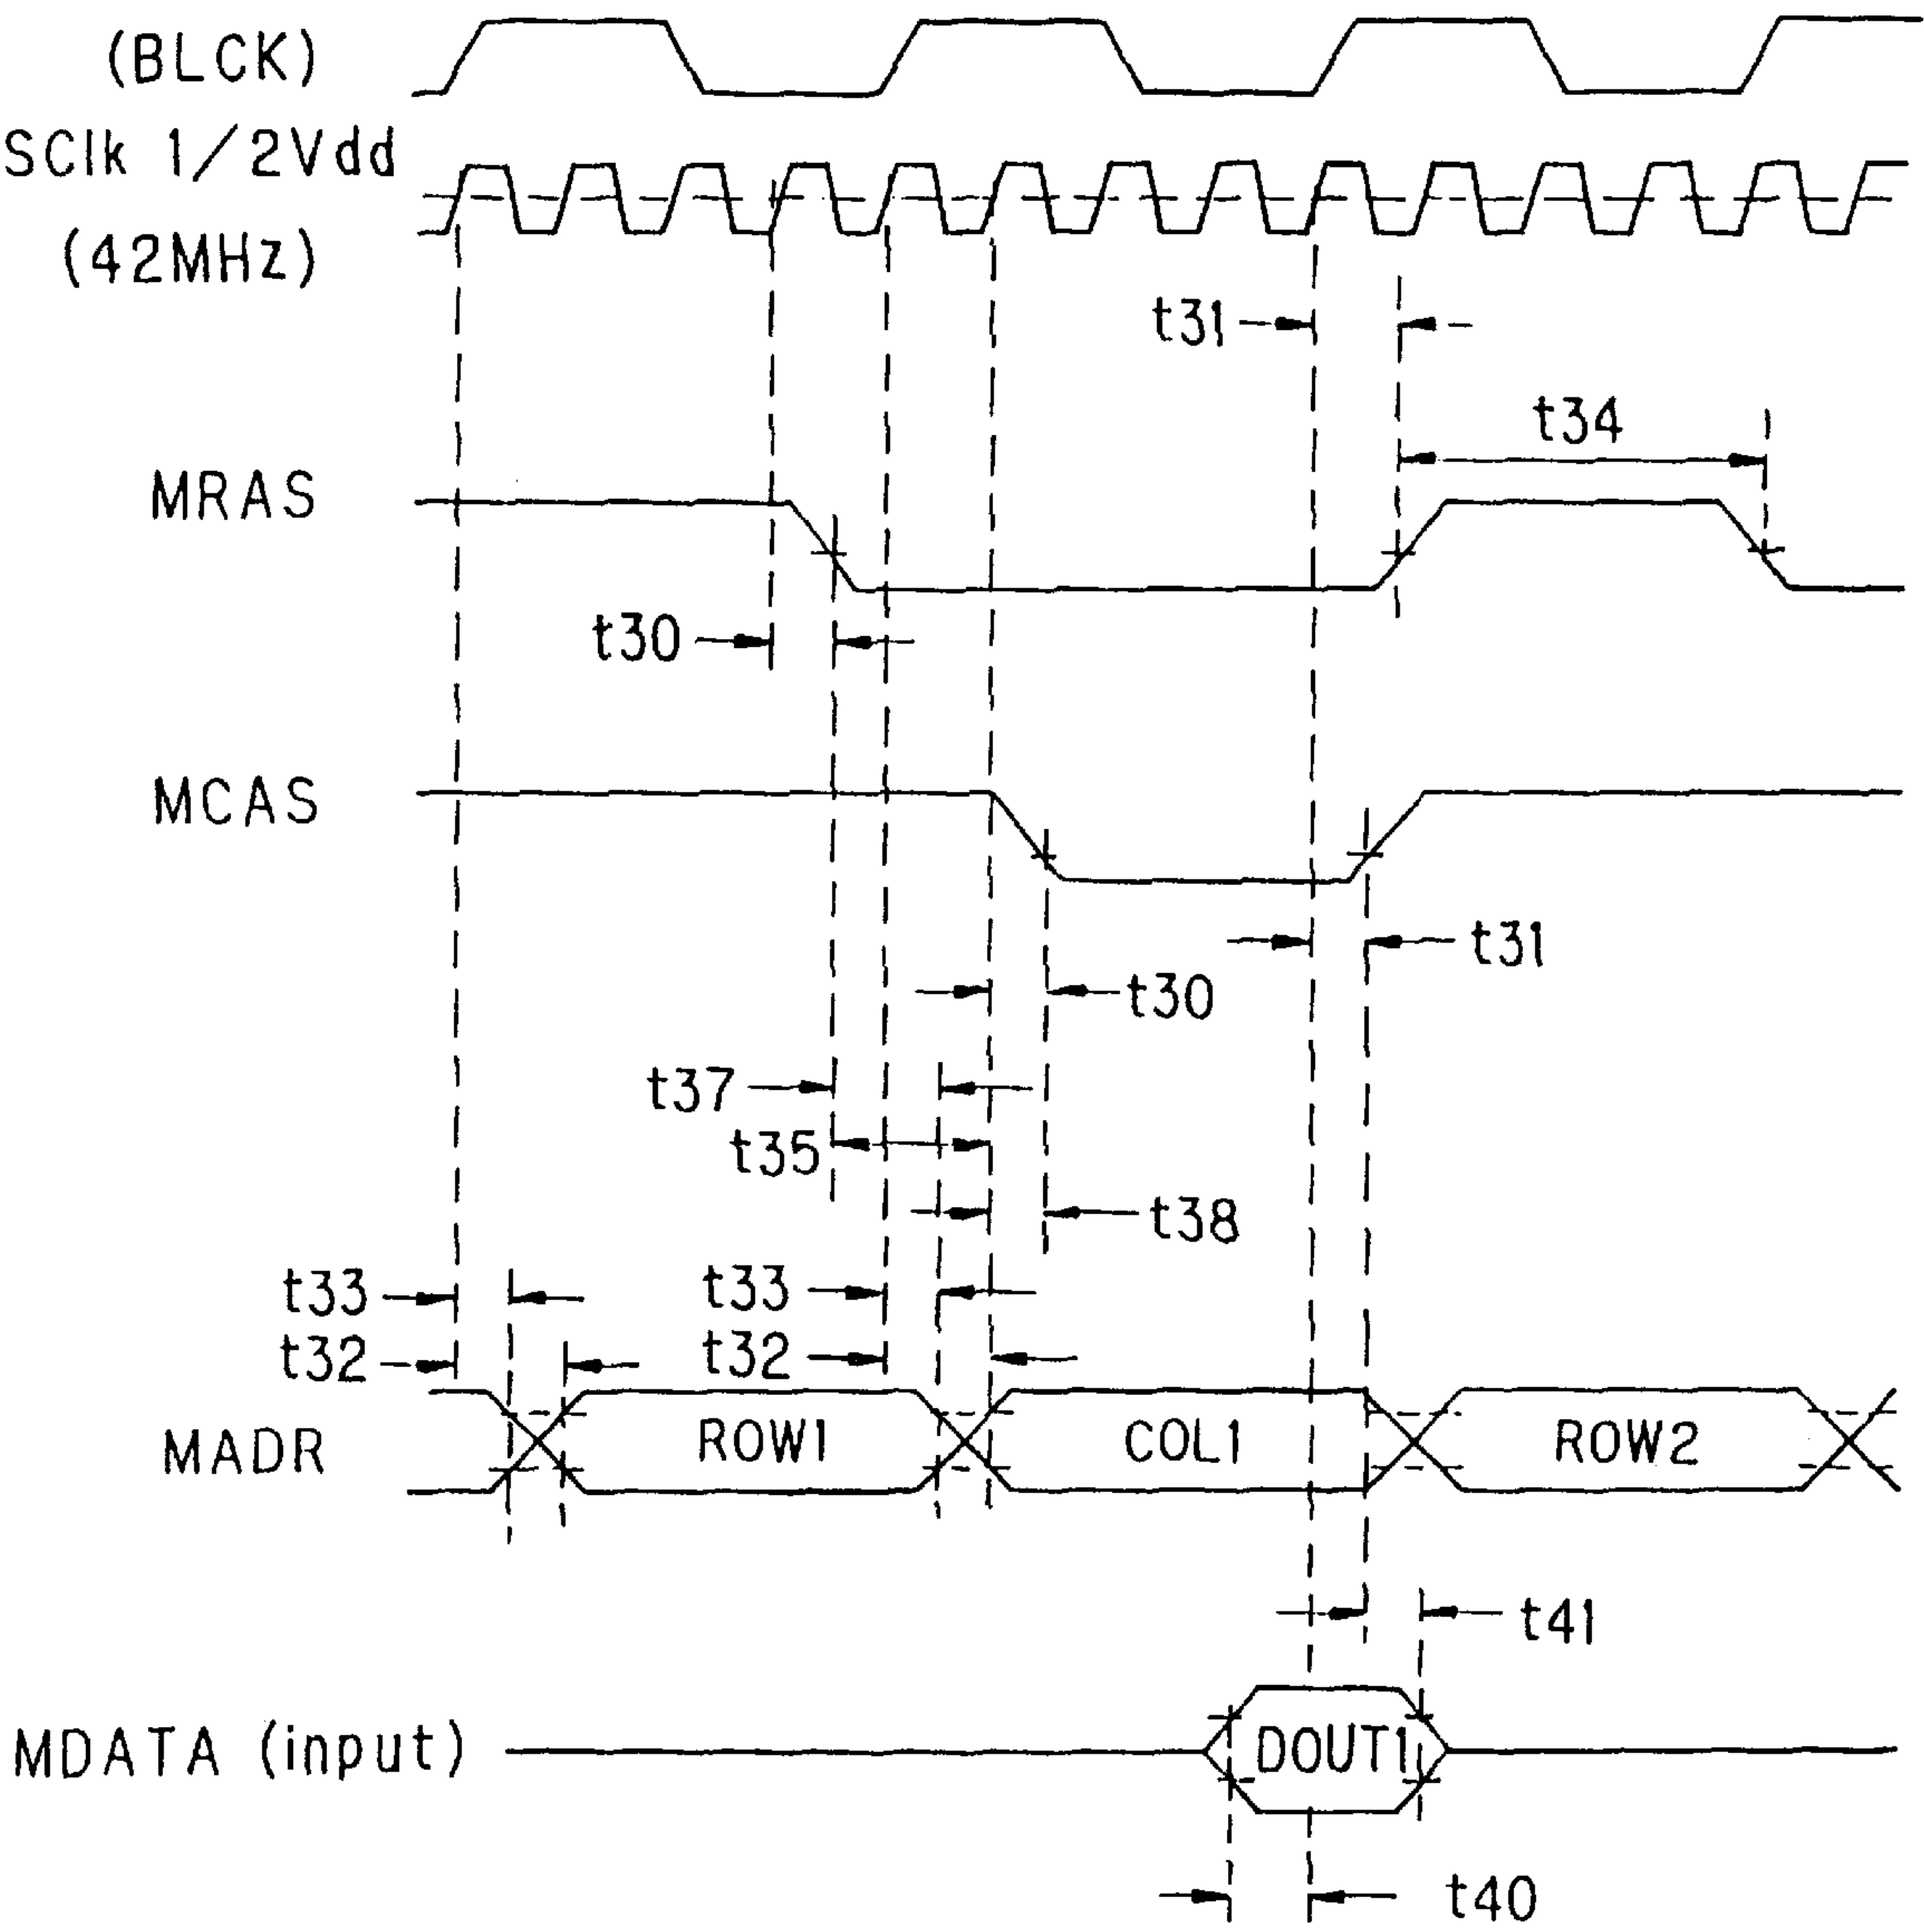 (BLCK)
SClk 1/2Vdd
(42MHz)
t31
t34
MRAS
t30
MCAS
t31
t30
t37
t35
t38
t33
t33
t32
t32
MADR
ROW1
COL1
ROW2
t41
MDATA (input)
DOUT1
t40